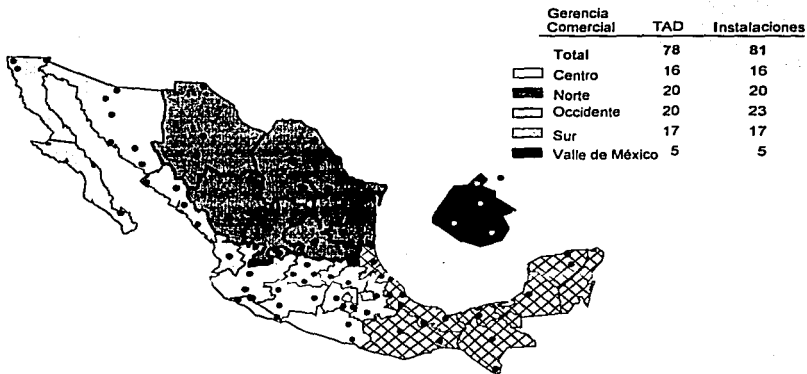 Gerencia
Comercial TAD Instalaciones
Total 78 81
Centro 16 16
Norte 20 20
Occidente 20 23
Sur 17 17
Valle de México 5 5